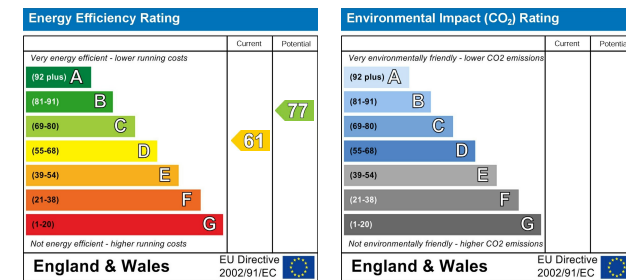 Energy Efficiency Rating
Current Potential
Very energy efficient - lower running costs
(92 plus) A
(81-91) B
(69-80) C
(55-68) D
(39-54) E
(21-38) F
(1-20) G
61
77
Not energy efficient - higher running costs
England & Wales
EU Directive
2002/91/EC
Environmental Impact (CO2) Rating
Current Potential
Very environmentally friendly - lower CO2 emissions
(92 plus) A
(81-91) B
(69-80) C
(55-68) D
(39-54) E
(21-38) F
(1-20) G
Not environmentally friendly - higher CO2 emissions
England & Wales
EU Directive
2002/91/EC